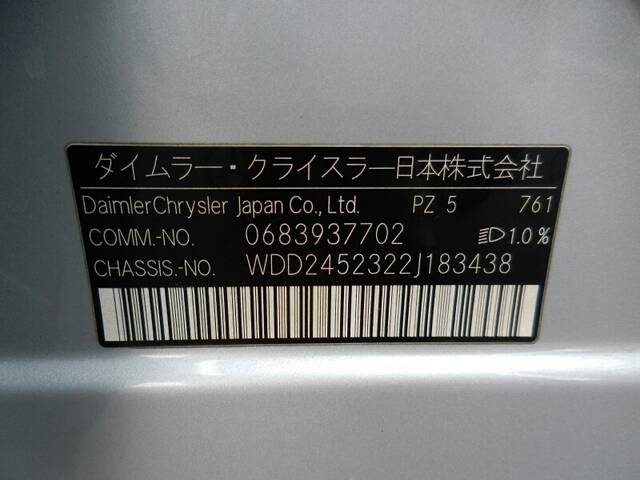 ダイムラー・クライスラー日本株式会社
DaimlerChrysler Japan Co., Ltd. PZ 5 761
COMM.-NO. 0683937702 1.0%
CHASSIS.-NO. WDD2452322J183438